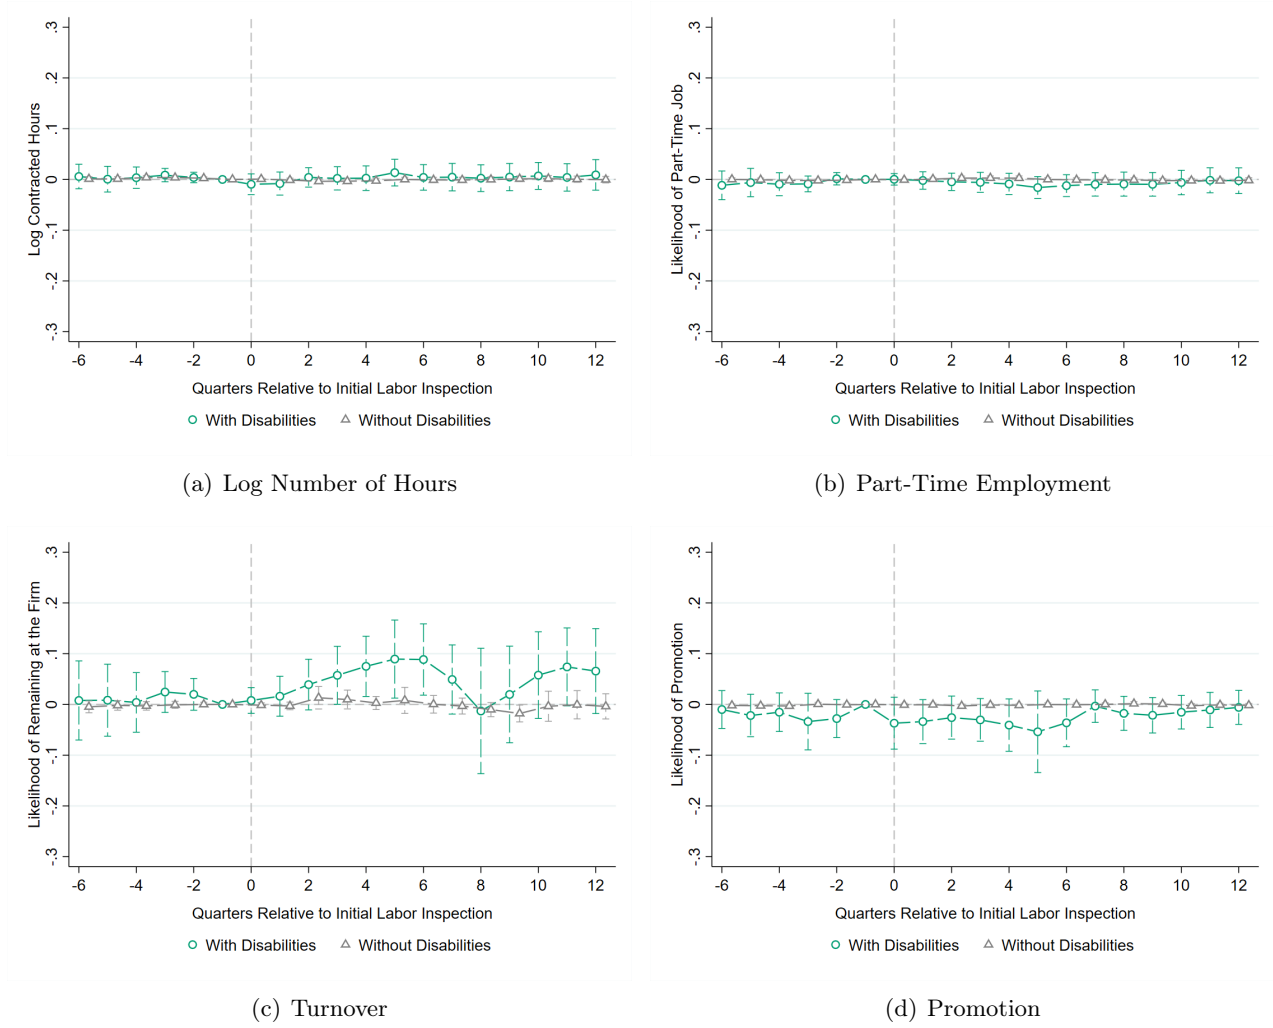 Log Contracted Hours
.3
.2
.1
0
-.1
-.2
-.3
-6 -4 -2 0 2 4 6 8 10 12
Quarters Relative to Initial Labor Inspection
With Disabilities Without Disabilities
(a) Log Number of Hours
Likelihood of Part-Time Job
.3
.2
.1
0
-.1
-.2
-.3
-6 -4 -2 0 2 4 6 8 10 12
Quarters Relative to Initial Labor Inspection
With Disabilities Without Disabilities
(b) Part-Time Employment
Likelihood of Remaining at the Firm
.3
.2
.1
0
-.1
-.2
-.3
-6 -4 -2 0 2 4 6 8 10 12
Quarters Relative to Initial Labor Inspection
With Disabilities Without Disabilities
(c) Turnover
Likelihood of Promotion
.3
.2
.1
0
-.1
-.2
-.3
-6 -4 -2 0 2 4 6 8 10 12
Quarters Relative to Initial Labor Inspection
With Disabilities Without Disabilities
(d) Promotion